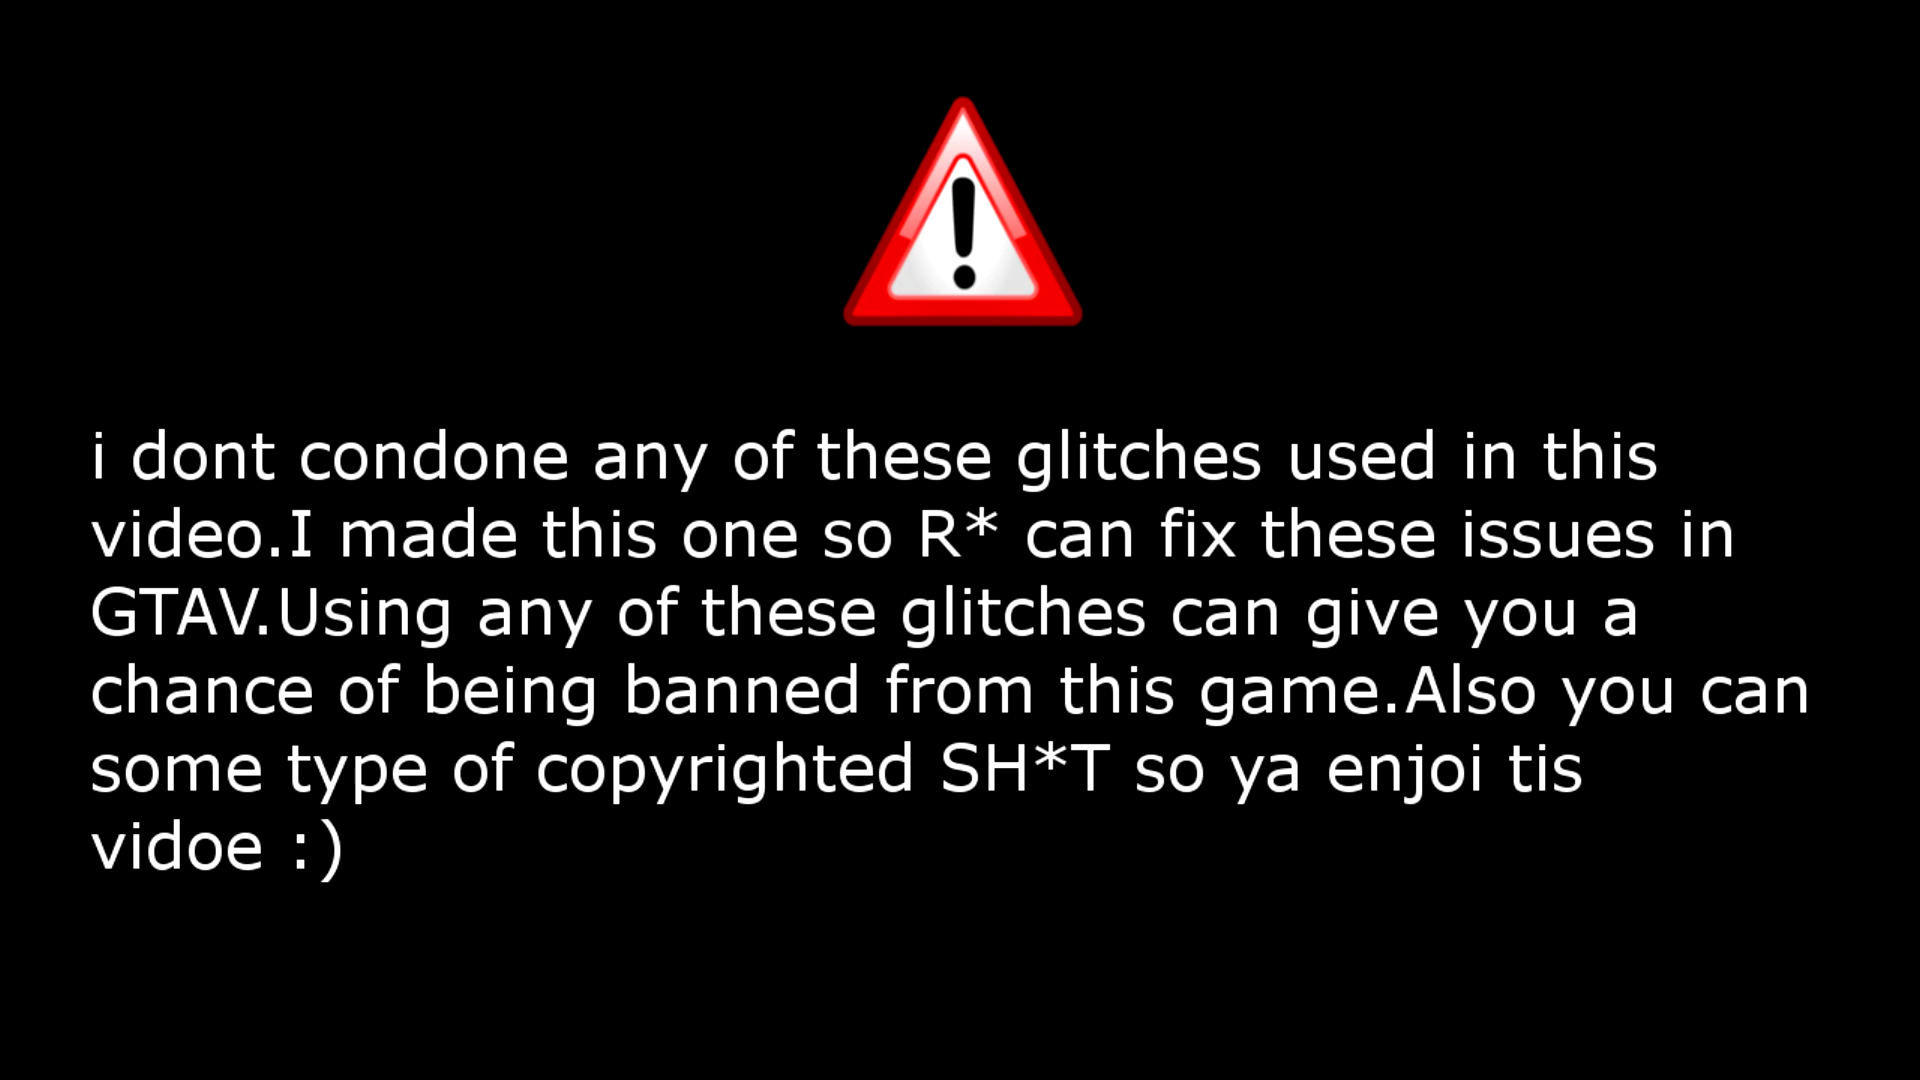 i dont condone any of these glitches used in this
video.I made this one so R* can fix these issues in
GTAV.Using any of these glitches can give you a
chance of being banned from this game.Also you can
some type of copyrighted SH*T so ya enjoi tis
vidoe :)